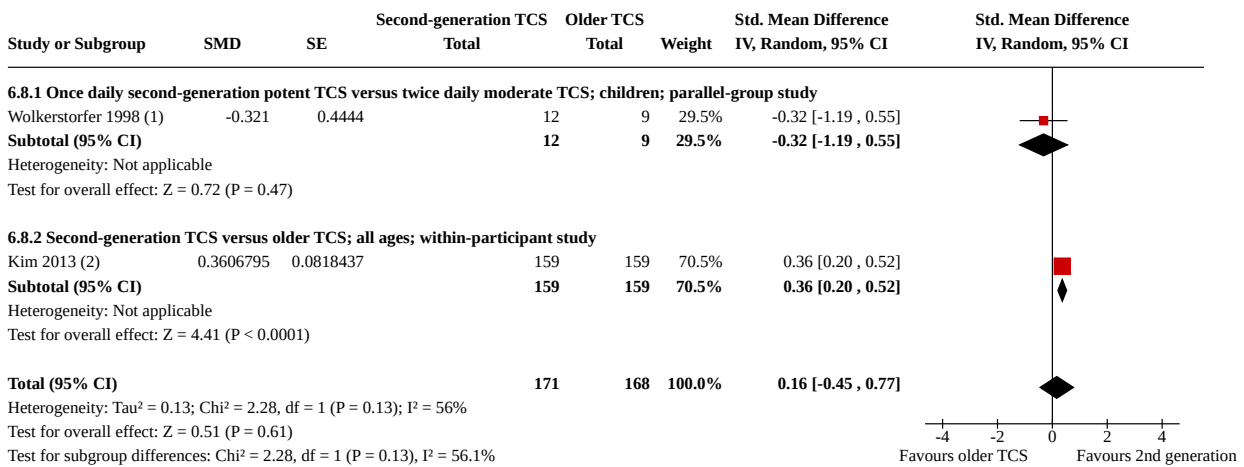 Second-generation TCS Older TCS Std. Mean Difference Std. Mean Difference
Study or Subgroup SMD SE Total Total Weight IV, Random, 95% CI IV, Random, 95% CI
6.8.1 Once daily second-generation potent TCS versus twice daily moderate TCS; children; parallel-group study
Wolkerstorfer 1998 (1) -0.321 0.4444 12 9 29.5% -0.32 [-1.19 , 0.55]
Subtotal (95% CI) 12 9 29.5% -0.32 [-1.19 , 0.55]
Heterogeneity: Not applicable
Test for overall effect: Z = 0.72 (P = 0.47)
6.8.2 Second-generation TCS versus older TCS; all ages; within-participant study
Kim 2013 (2) 0.3606795 0.0818437 159 159 70.5% 0.36 [0.20 , 0.52]
Subtotal (95% CI) 159 159 70.5% 0.36 [0.20 , 0.52]
Heterogeneity: Not applicable
Test for overall effect: Z = 4.41 (P < 0.0001)
Total (95% CI) 171 168 100.0% 0.16 [-0.45 , 0.77]
Heterogeneity: Tau² = 0.13; Chi² = 2.28, df = 1 (P = 0.13); I² = 56%
Test for overall effect: Z = 0.51 (P = 0.61)
-4 -2 0 2 4
Test for subgroup differences: Chi² = 2.28, df = 1 (P = 0.13), I² = 56.1% Favours older TCS Favours 2nd generation